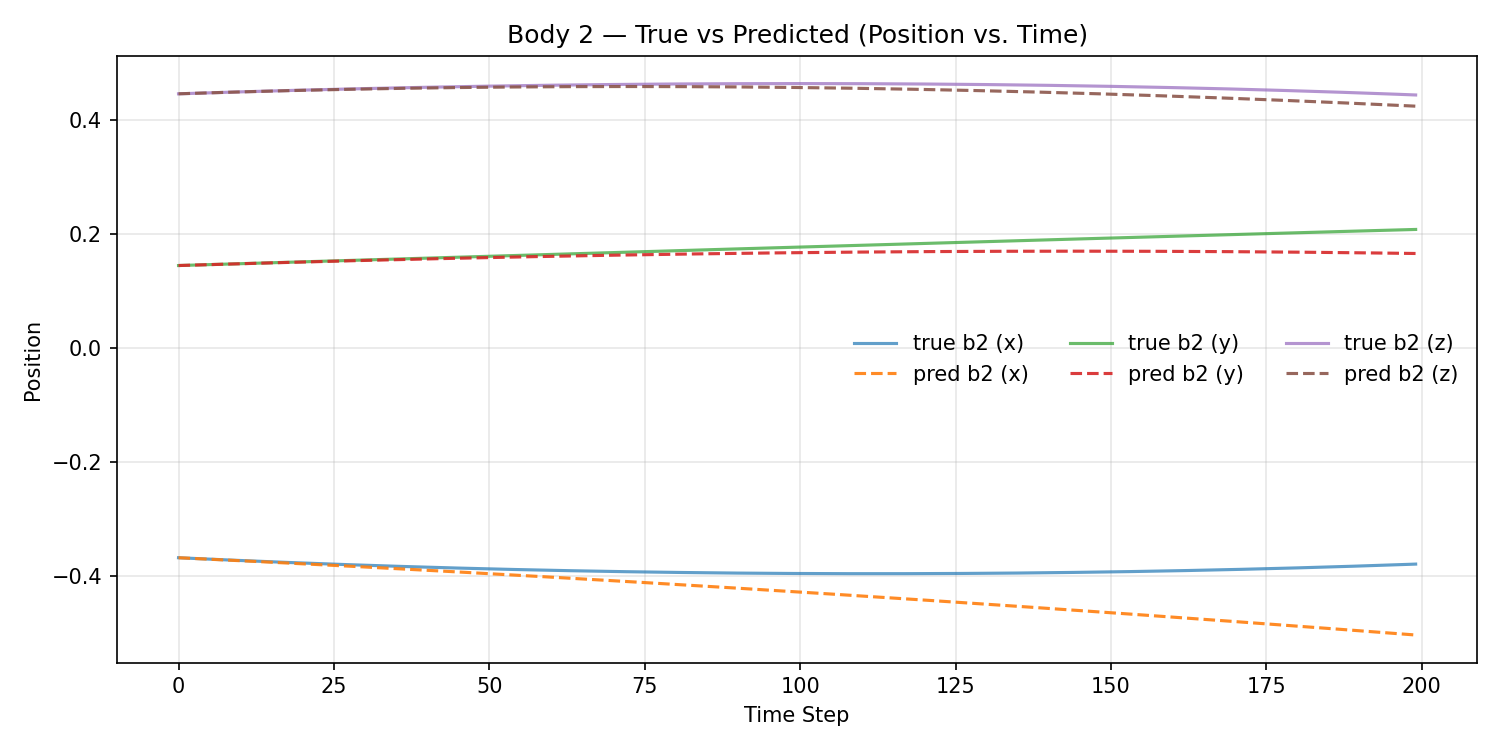 Body 2 — True vs Predicted (Position vs. Time)
Position
0.4
0.2
0.0
−0.2
−0.4
true b2 (x) true b2 (y) true b2 (z)
pred b2 (x) pred b2 (y) pred b2 (z)
0 25 50 75 100 125 150 175 200
Time Step